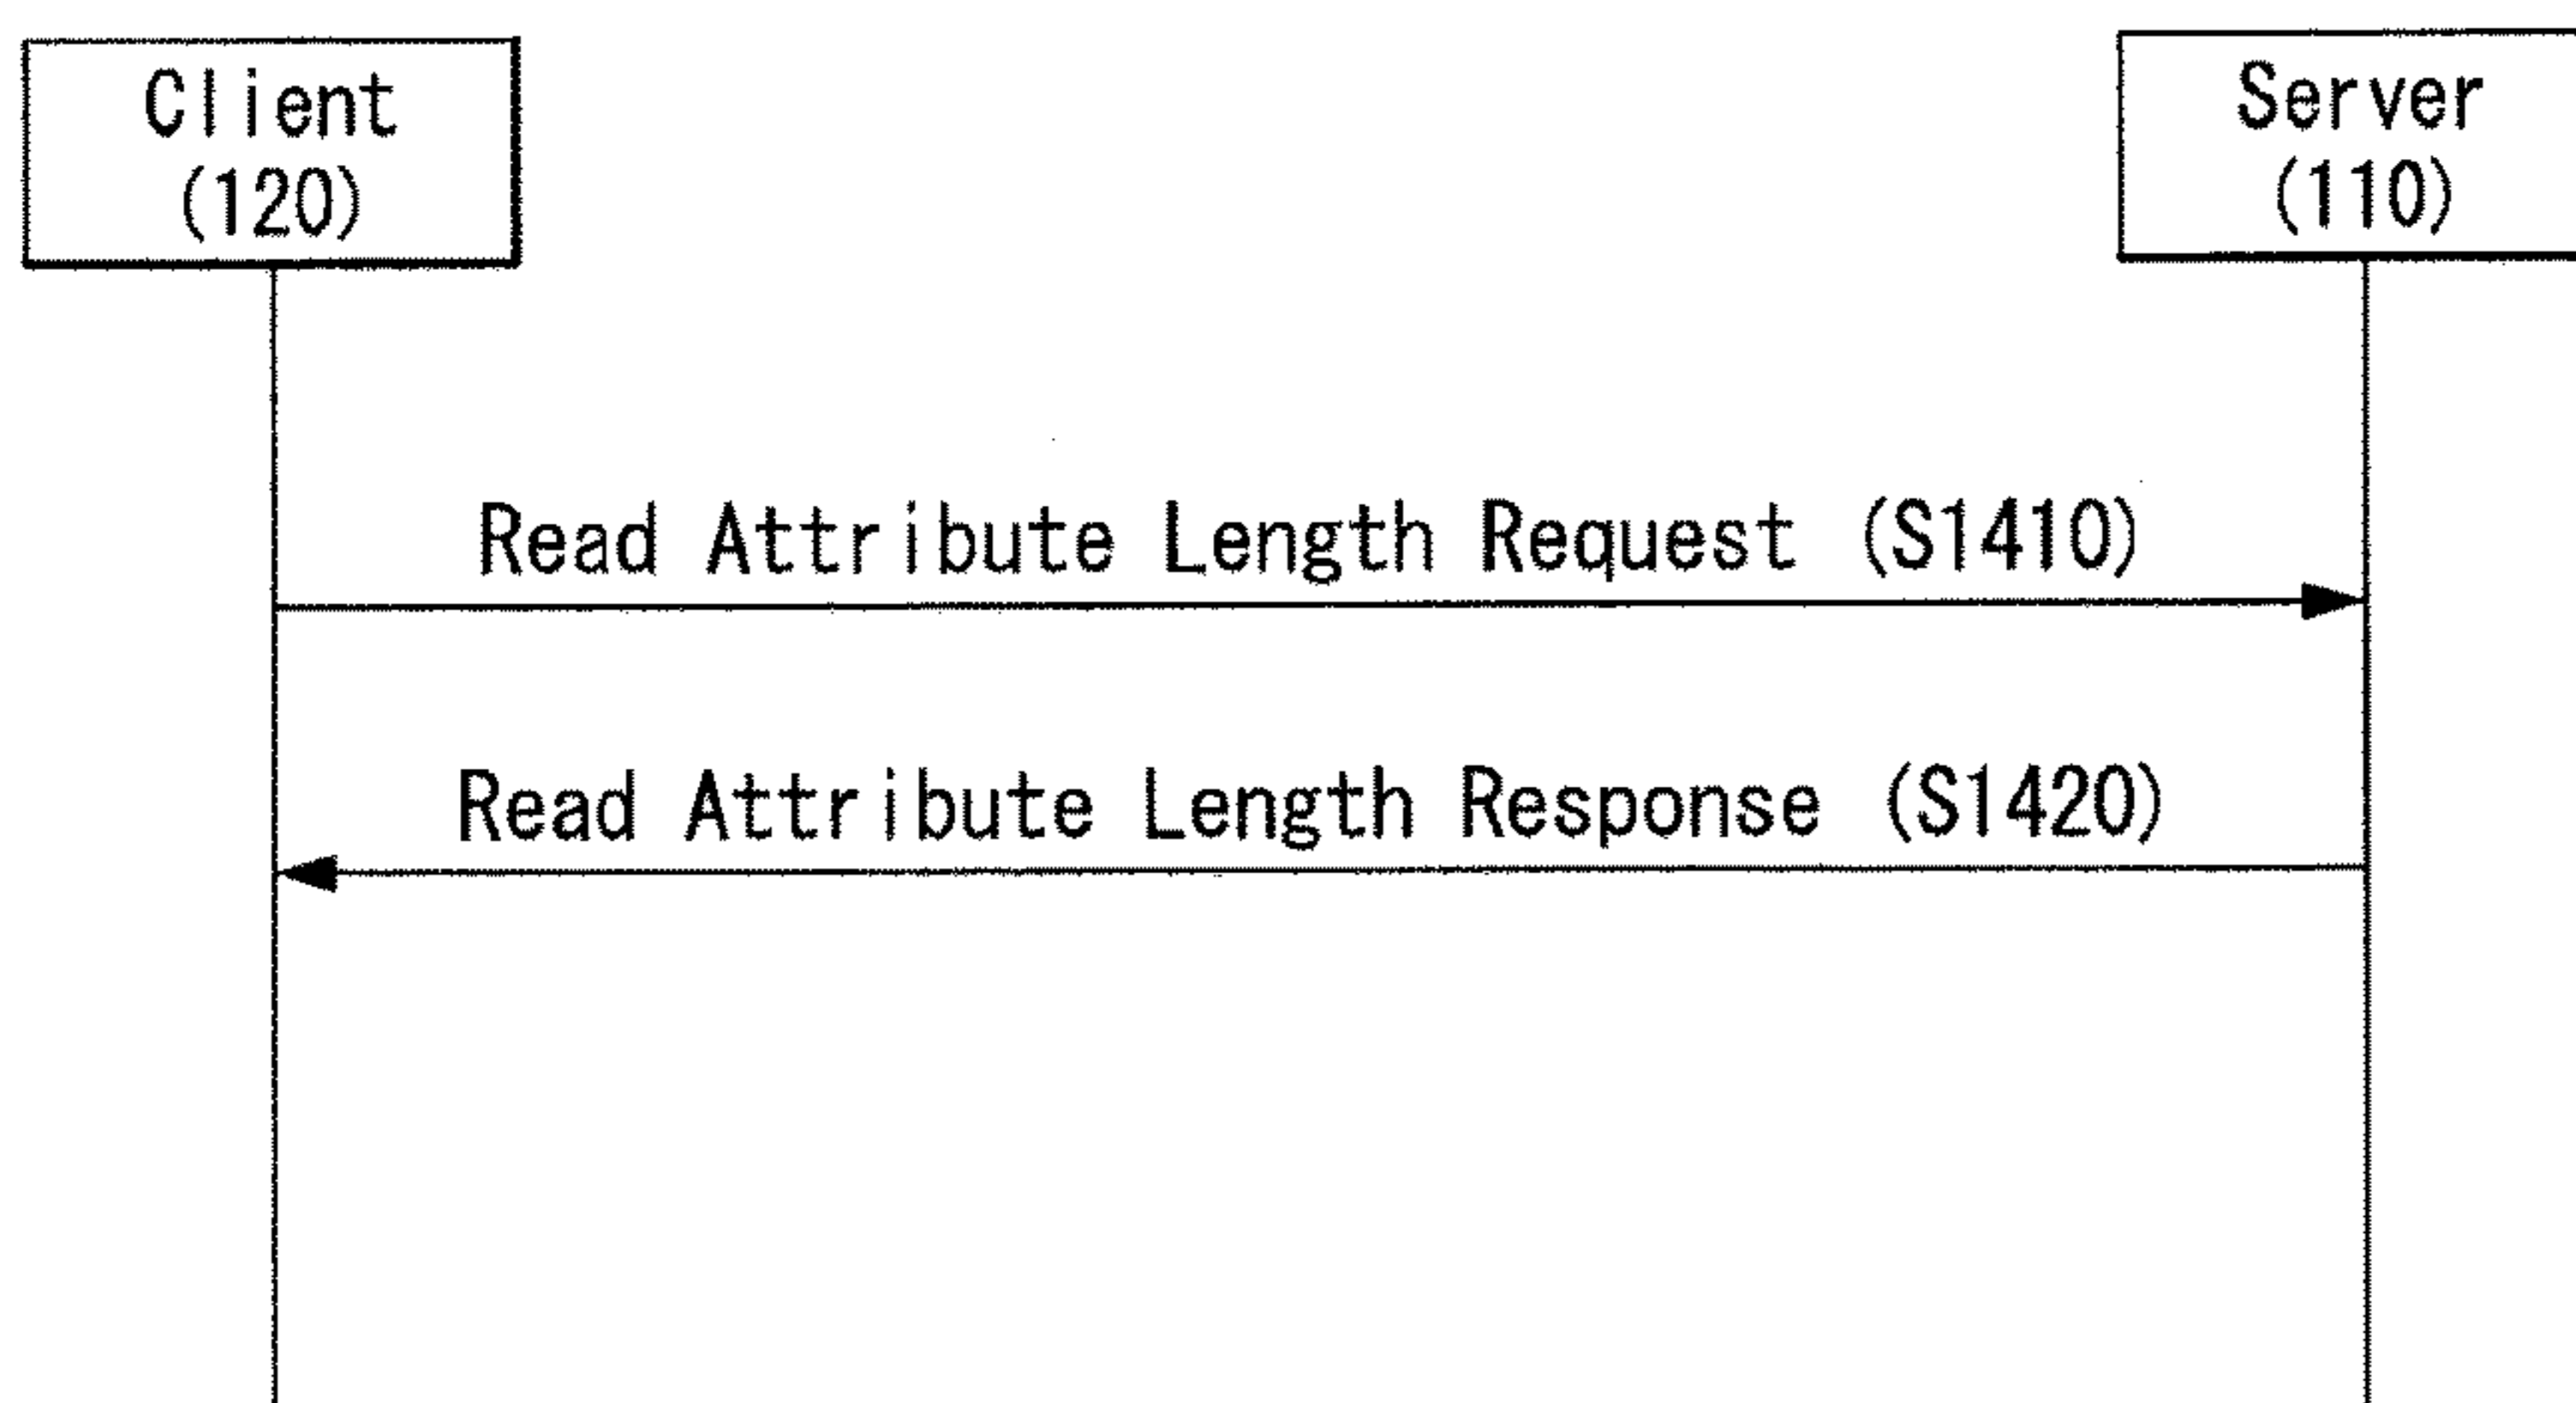 Client
(120)
Server
(110)
Read Attribute Length Request (S1410)
Read Attribute Length Response (S1420)